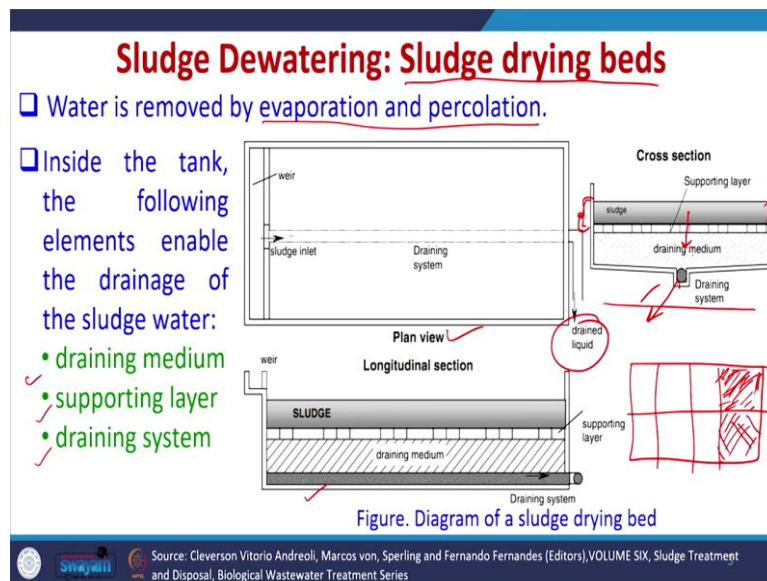 Sludge Dewatering: Sludge drying beds
❑ Water is removed by evaporation and percolation.
❑ Inside the tank,
the following
elements enable
the drainage of
the sludge water:
• draining medium
• supporting layer
• draining system
weir
sludge inlet
Draining
system
drained
liquid
Plan view
Cross section
Supporting layer
sludge
draining medium
Draining
system
Longitudinal section
weir
SLUDGE
supporting
layer
draining medium
Draining system
Figure. Diagram of a sludge drying bed
swayam
Source: Cleverson Vitorio Andreoli, Marcos von, Sperling and Fernando Fernandes (Editors),VOLUME SIX, Sludge Treatment
and Disposal, Biological Wastewater Treatment Series